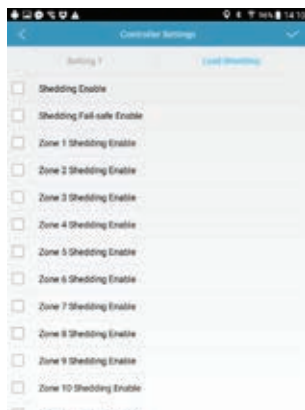 14:16
Controller Settings
Setting 1 Load Shedding
Shedding Enable
Shedding Fail-safe Enable
Zone 1 Shedding Enable
Zone 2 Shedding Enable
Zone 3 Shedding Enable
Zone 4 Shedding Enable
Zone 5 Shedding Enable
Zone 6 Shedding Enable
Zone 7 Shedding Enable
Zone 8 Shedding Enable
Zone 9 Shedding Enable
Zone 10 Shedding Enable